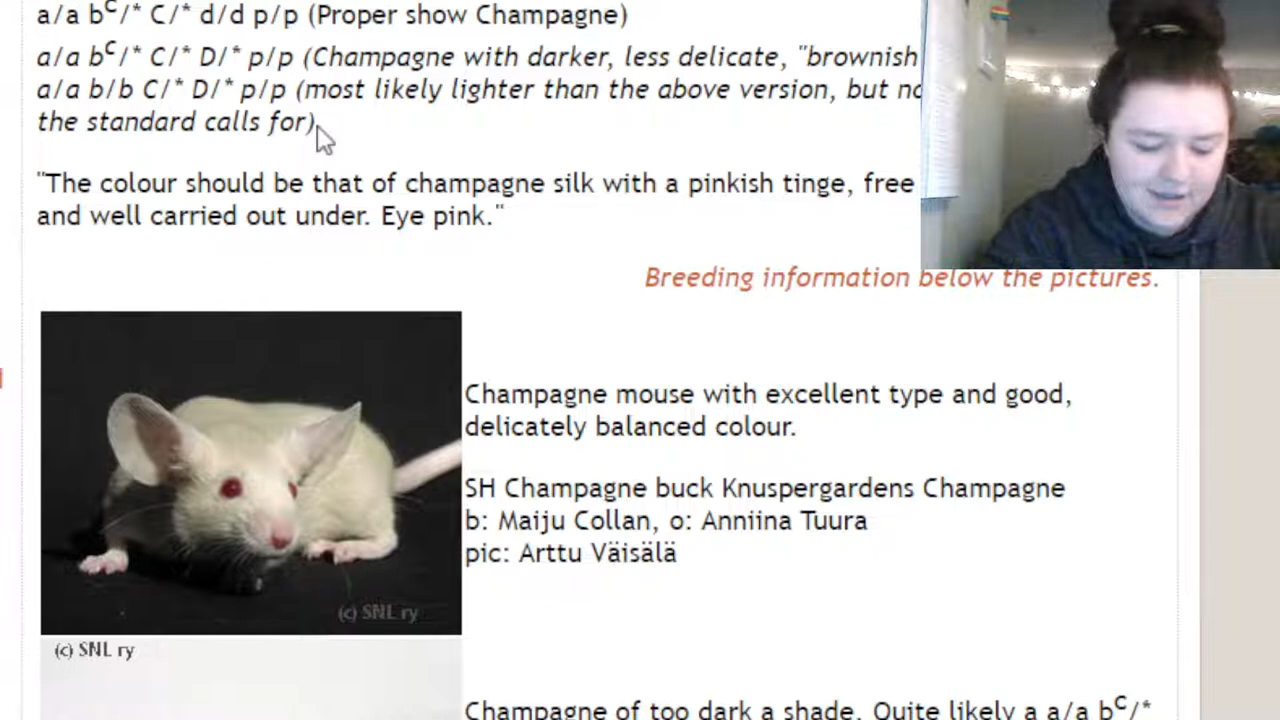 a/a bᶜ/* C/* d/d p/p (Proper show Champagne)
a/a bᶜ/* C/* D/* p/p (Champagne with darker, less delicate, "brownish
a/a b/b C/* D/* p/p (most likely lighter than the above version, but
the standard calls for)
"The colour should be that of champagne silk with a pinkish tinge, free
and well carried out under. Eye pink."
Breeding information below the pictures.
Champagne mouse with excellent type and good,
delicately balanced colour.
SH Champagne buck Knuspergardens Champagne
b: Maiju Collan, o: Anniina Tuura
pic: Arttu Väisälä
(c) SNL ry
(c) SNL ry
Champagne of too dark a shade. Quite likely a a/a bᶜ/*